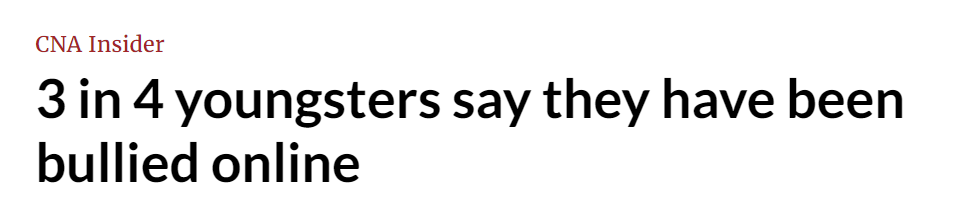 CNA Insider
3 in 4 youngsters say they have been
bullied online